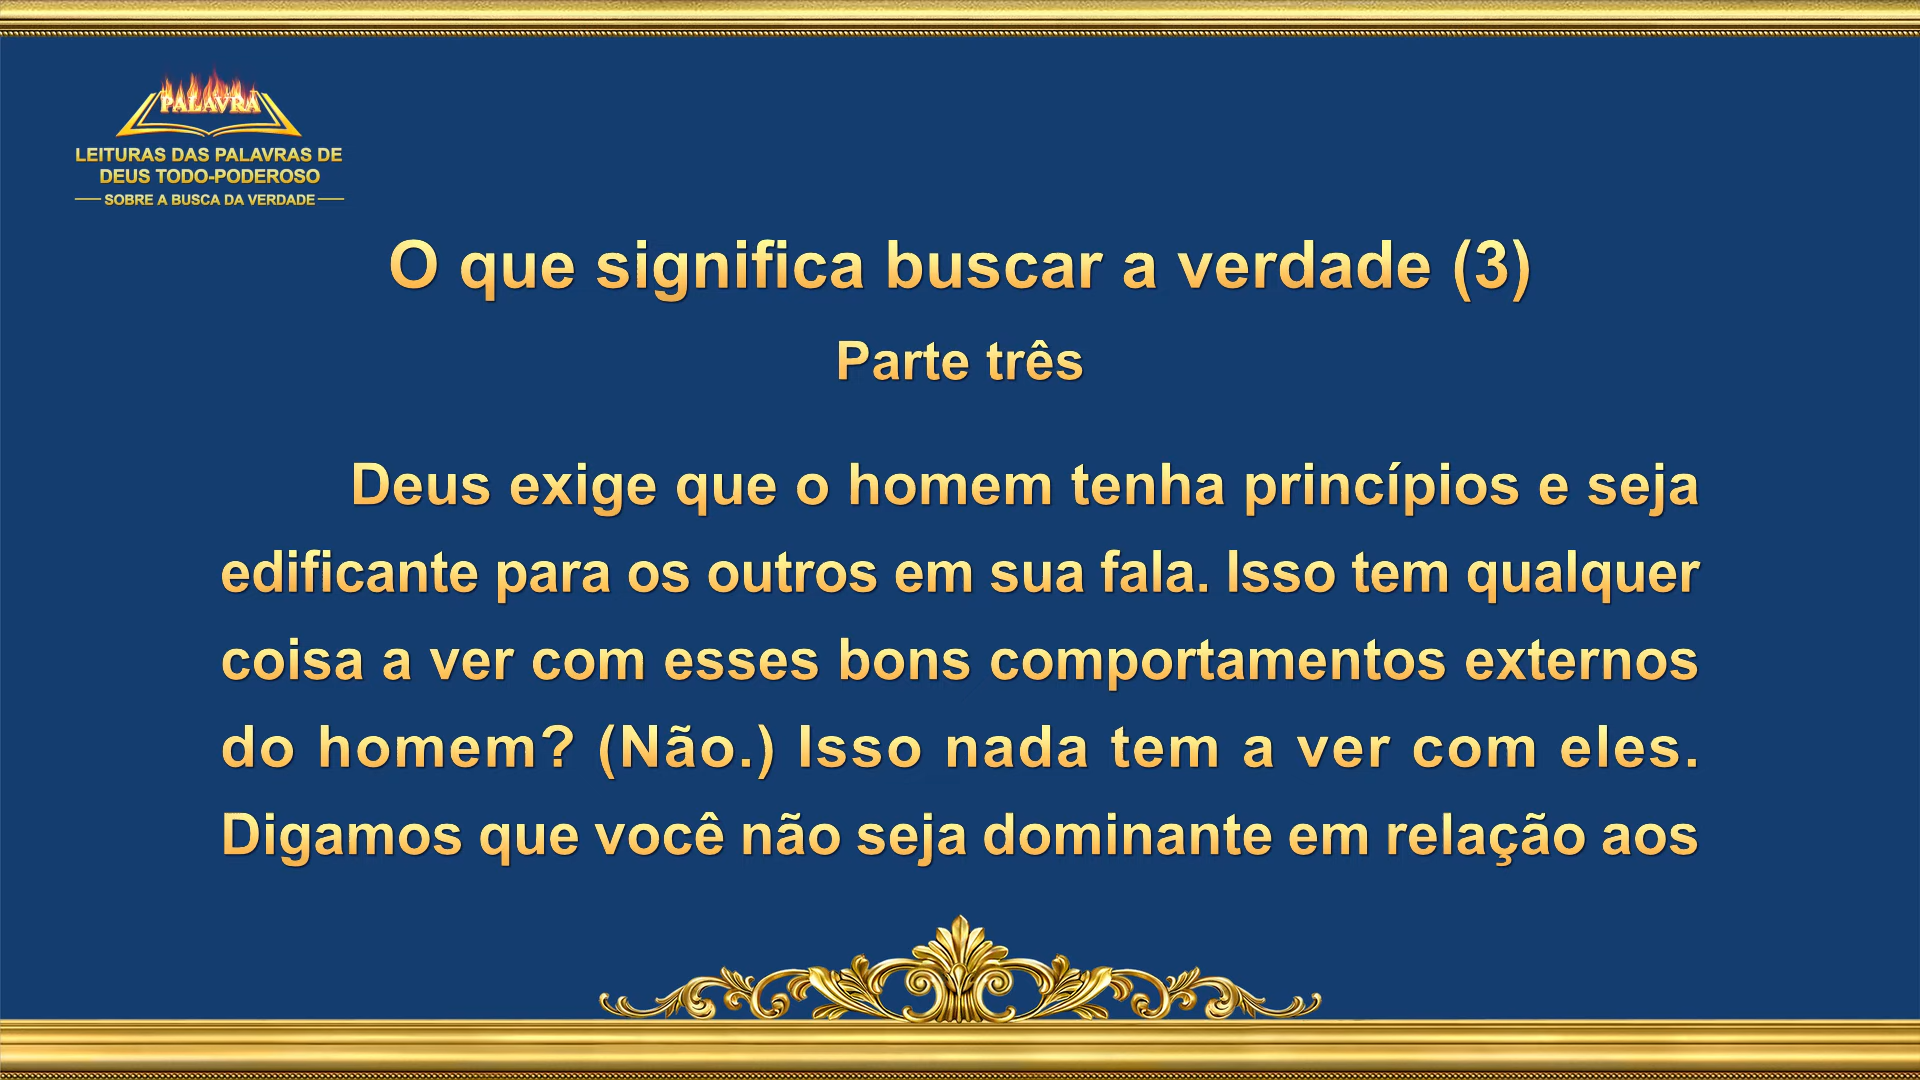 PALAVRA
LEITURAS DAS PALAVRAS DE
DEUS TODO-PODEROSO
SOBRE A BUSCA DA VERDADE
O que significa buscar a verdade (3)
Parte três
Deus exige que o homem tenha princípios e seja
edificante para os outros em sua fala. Isso tem qualquer
coisa a ver com esses bons comportamentos externos
do homem? (Não.) Isso nada tem a ver com eles.
Digamos que você não seja dominante em relação aos